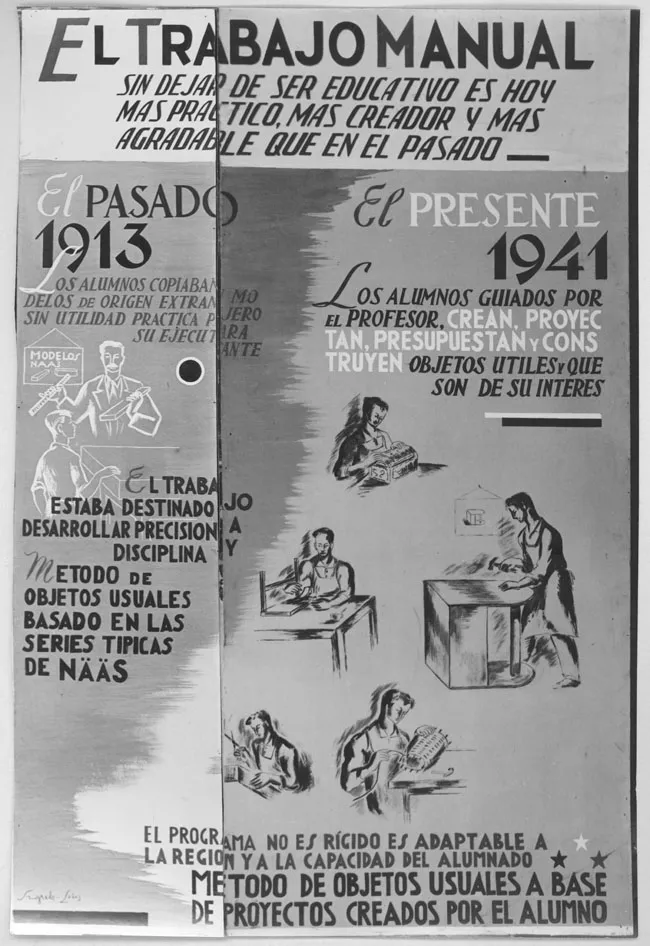 EL TRABAJO MANUAL
SIN DEJAR DE SER EDUCATIVO ES HOY
MAS PRACTICO, MAS CREADOR Y MAS
AGRADABLE QUE EN EL PASADO
El PASADO
1913
LOS ALUMNOS COPIABAN MO
DELOS DE ORIGEN EXTRANJERO
SIN UTILIDAD PRACTICA PARA
SU EJECUTANTE
MODELOS
NAAS
EL TRABAJO
ESTABA DESTINADO A
DESARROLLAR PRECISION Y
DISCIPLINA
METODO DE
OBJETOS USUALES
BASADO EN LAS
SERIES TIPICAS
DE NÄÄS
El PRESENTE
1941
LOS ALUMNOS GUIADOS POR
EL PROFESOR, CREAN, PROYEC
TAN, PRESUPUESTAN Y CONS
TRUYEN OBJETOS UTILES Y QUE
SON DE SU INTERES
EL PROGRAMA NO ES RÍGIDO ES ADAPTABLE A
LA REGION Y A LA CAPACIDAD DEL ALUMNADO
METODO DE OBJETOS USUALES A BASE
DE PROYECTOS CREADOS POR EL ALUMNO